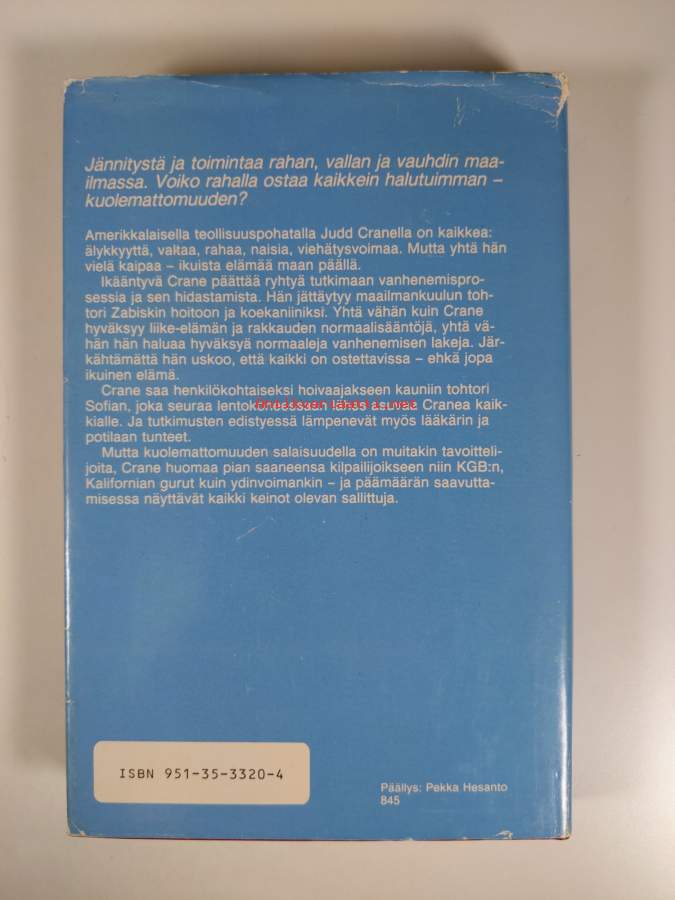 Jännitystä ja toimintaa rahan, vallan ja vauhdin maa-
ilmassa. Voiko rahalla ostaa kaikkein halutuimman –
kuolemattomuuden?
Amerikkalaisella teollisuuspohatalla Judd Cranella on kaikkea:
älykkyyttä, valtaa, rahaa, naisia, viehätysvoimaa. Mutta yhtä hän
vielä kaipaa – ikuista elämää maan päällä.
Ikääntyvä Crane päättää ryhtyä tutkimaan vanhenemispro-
sessia ja sen hidastamista. Hän jättäytyy maailmankuulun toh-
tori Zabiskin hoitoon ja koekaniiniksi. Yhtä vähän kuin Crane
hyväksyy liike-elämän ja rakkauden normaalisääntöjä, yhtä vä-
hän hän haluaa hyväksyä normaaleja vanhenemisen lakeja. Jär-
kähtämättä hän uskoo, että kaikki on ostettavissa – ehkä jopa
ikuinen elämä.
Crane saa henkilökohtaiseksi hoivaajakseen kauniin tohtori
Sofian, joka seuraa lentokoneessaan lähes asuvaa Cranea kaik-
kialle. Ja tutkimusten edistyessä lämpenevät myös lääkärin ja
potilaan tunteet.
Mutta kuolemattomuuden salaisuudella on muitakin tavoitteli-
joita, Crane huomaa pian saaneensa kilpailijoikseen niin KGB:n,
Kalifornian gurut kuin ydinvoimankin – ja päämäärän saavutta-
misessa näyttävät kaikki keinot olevan sallittuja.
ISBN 951-35-3320-4
Päällys: Pekka Hesanto
845